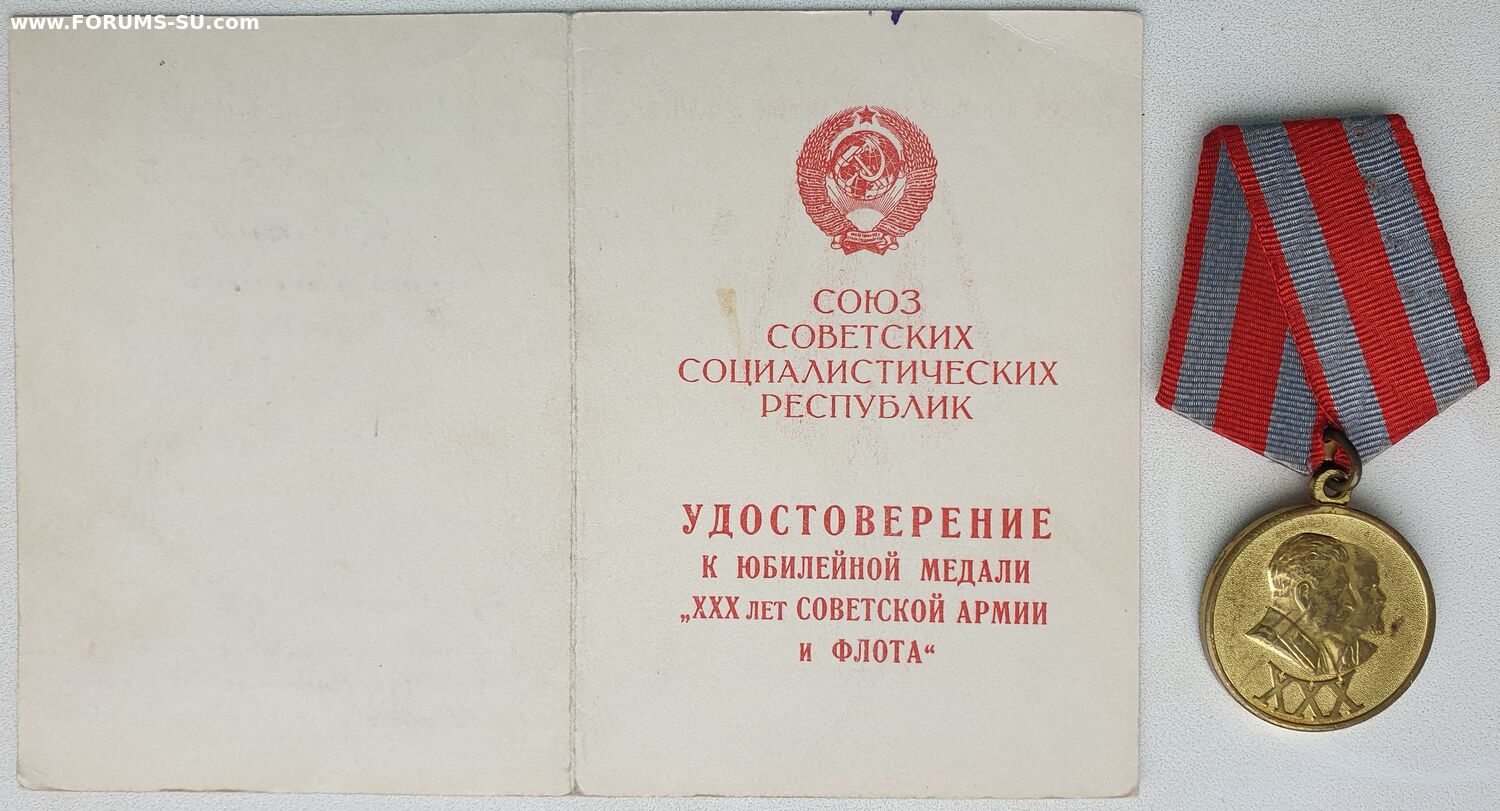 www.FORUMS-SU.com
СОЮЗ
СОВЕТСКИХ
СОЦИАЛИСТИЧЕСКИХ
РЕСПУБЛИК
УДОСТОВЕРЕНИЕ
К ЮБИЛЕЙНОЙ МЕДАЛИ
„XXX лет СОВЕТСКОЙ АРМИИ
и ФЛОТА“
XXX